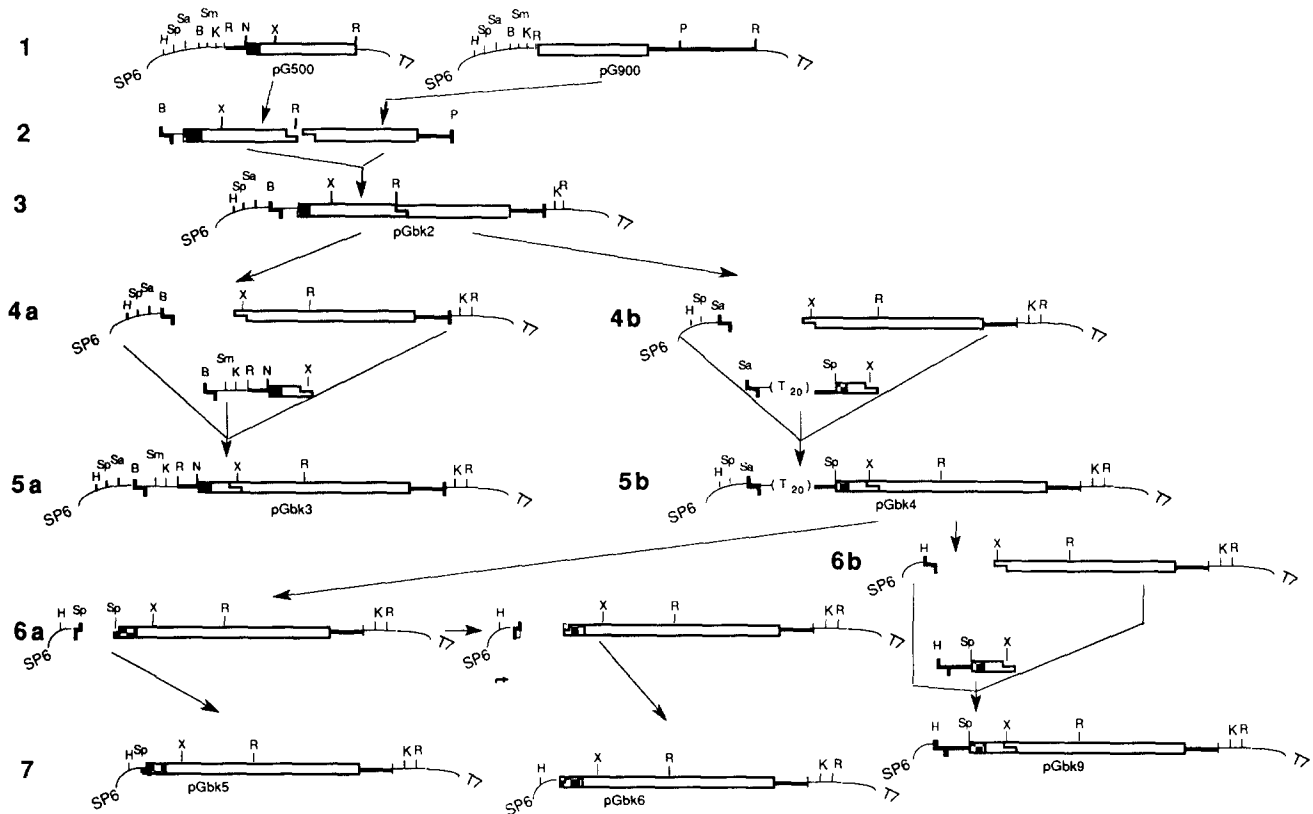 1
H Sp Sa B Sm K R N X R
SP6 T7
pG500
H Sp Sa B Sm K R P R
SP6 T7
pG900
2
B X R P
3
H Sp Sa B X R K R
SP6 T7
pGbk2
4a
H Sp Sa B X R K R
SP6 T7
B Sm K R N X
4b
H Sp Sa X R K R
SP6 T7
Sa (T20) Sp X
5a
H Sp Sa B Sm K R N X R K R
SP6 T7
pGbk3
5b
H Sp Sa (T20) Sp X R K R
SP6 T7
pGbk4
6a
H Sp Sp X R K R
SP6 T7
H X R K R
SP6 T7
6b
H X R K R
SP6 T7
H Sp X
7
H Sp X R K R
SP6 T7
pGbk5
H X R K R
SP6 T7
pGbk6
H Sp X R K R
SP6 T7
pGbk9